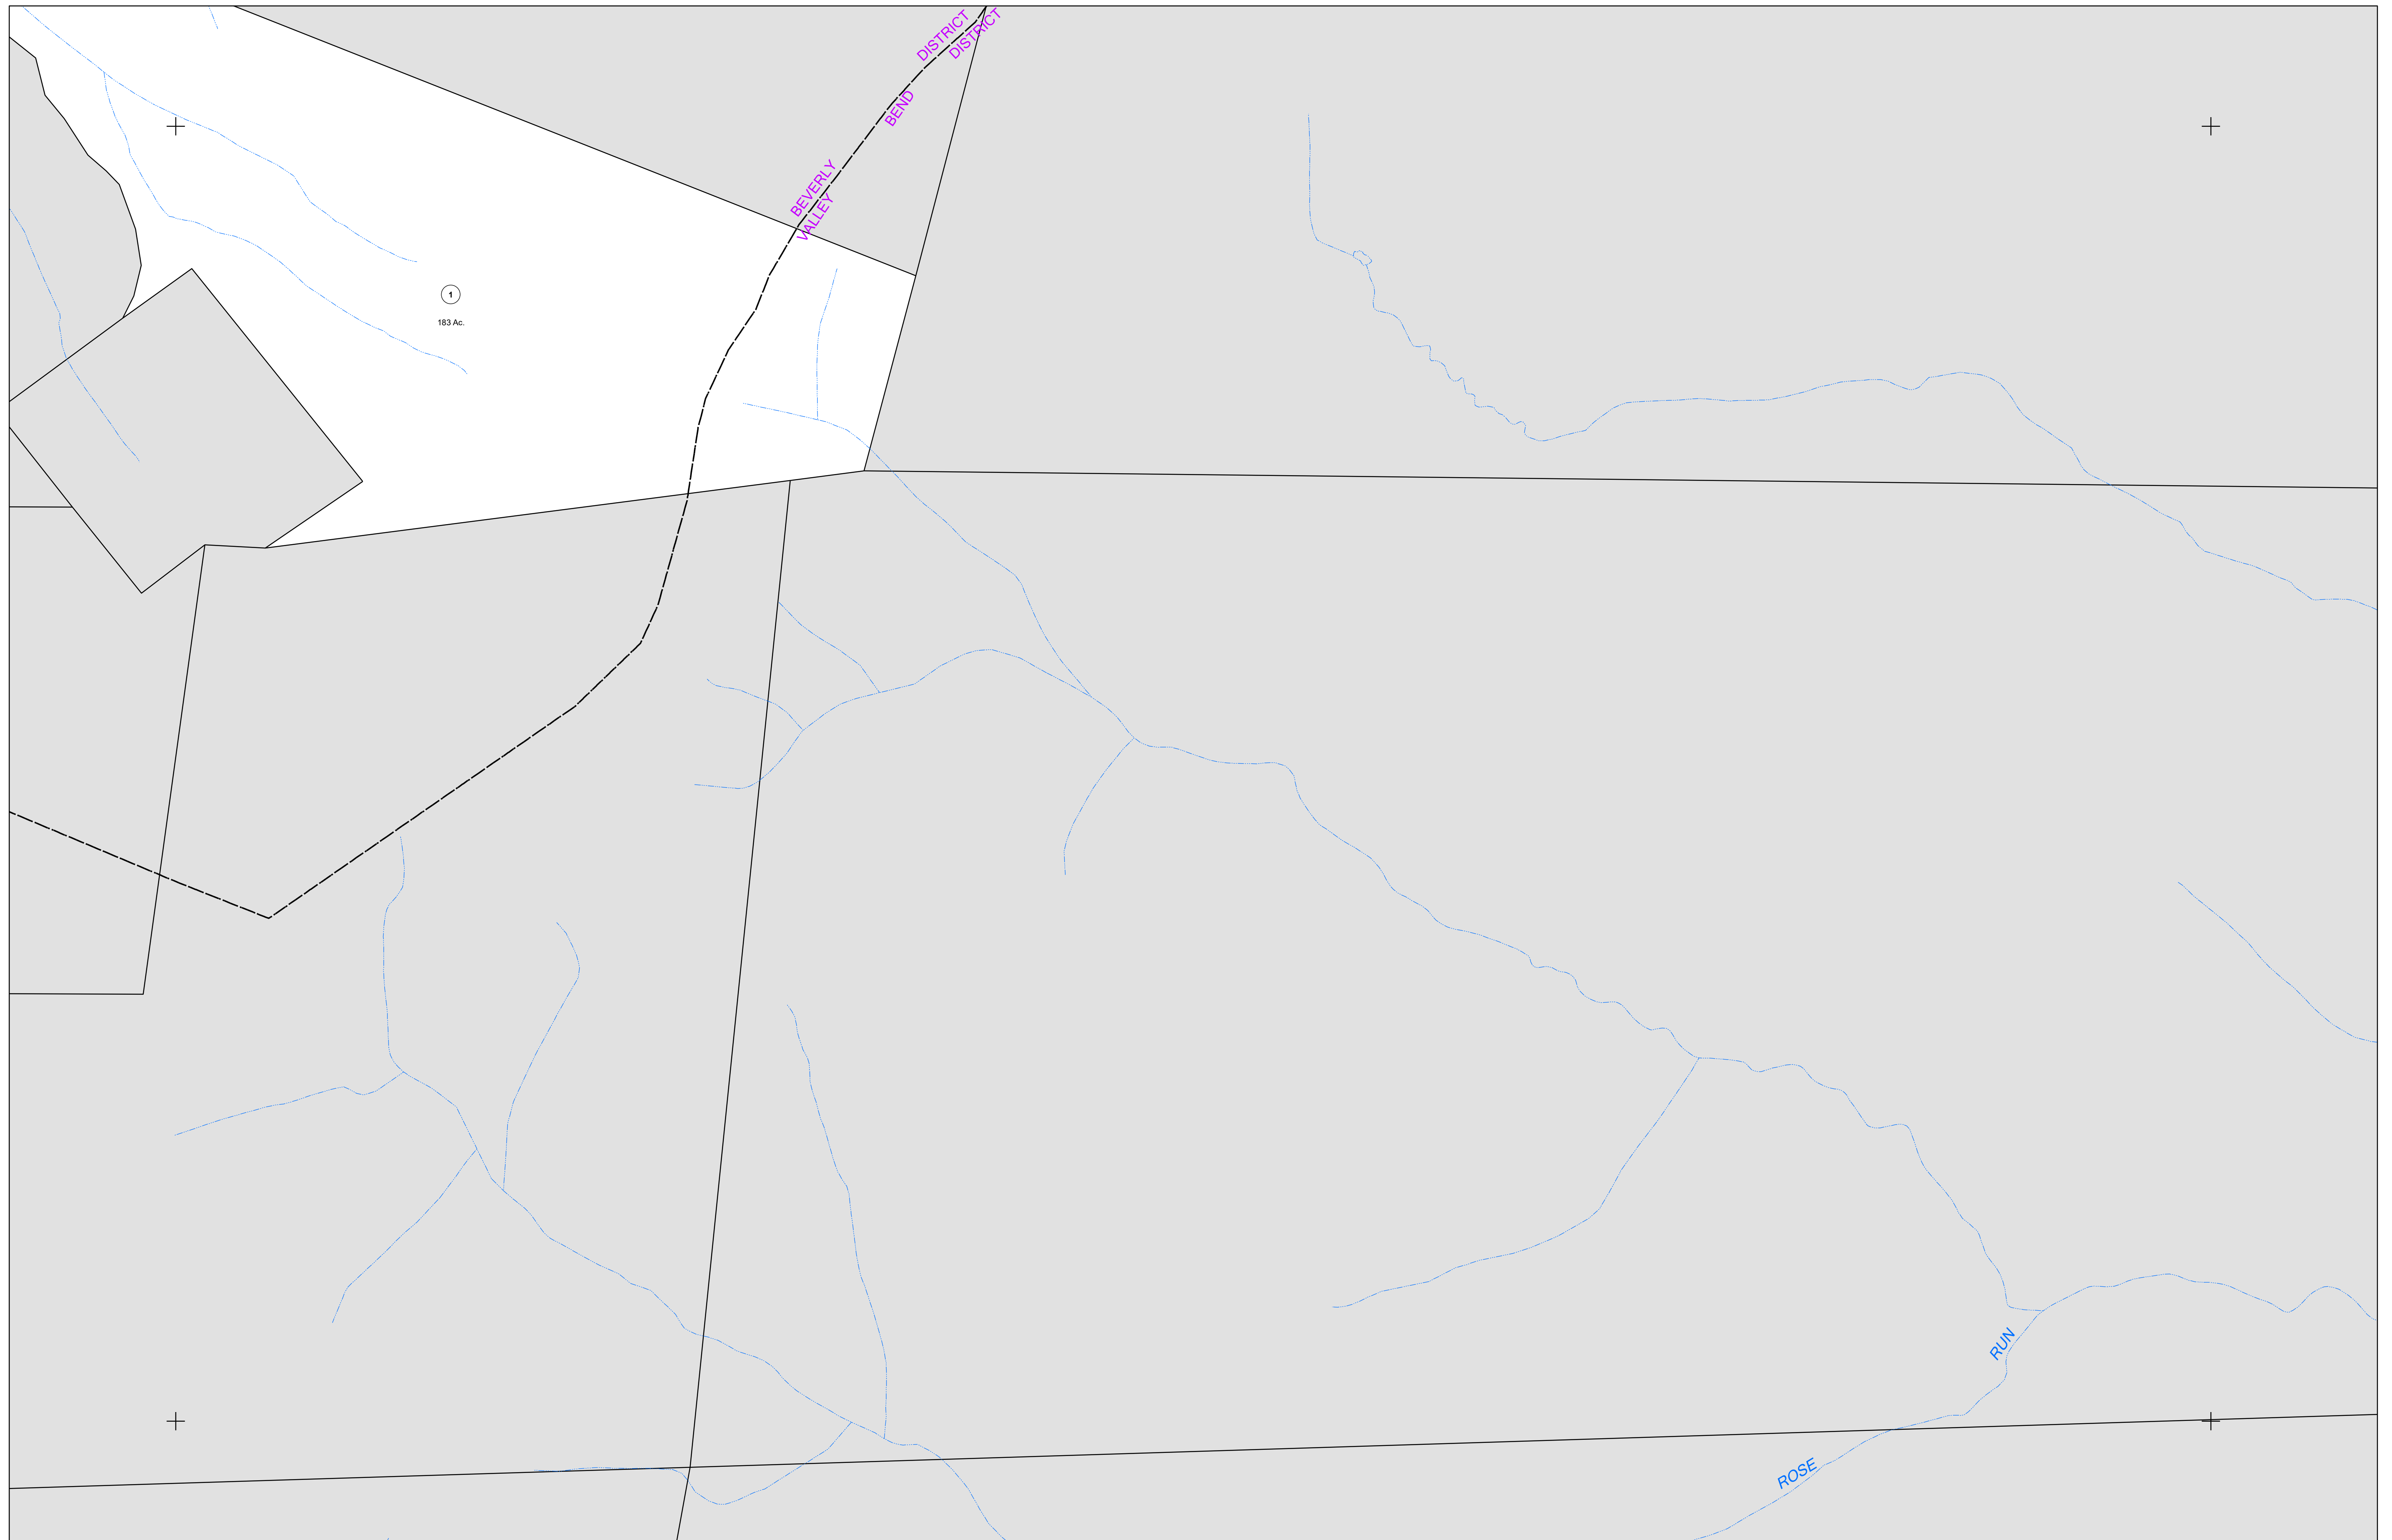 BEVERLY DISTRICT
VALLEY BEND DISTRICT
1
183 Ac.
ROSE RUN